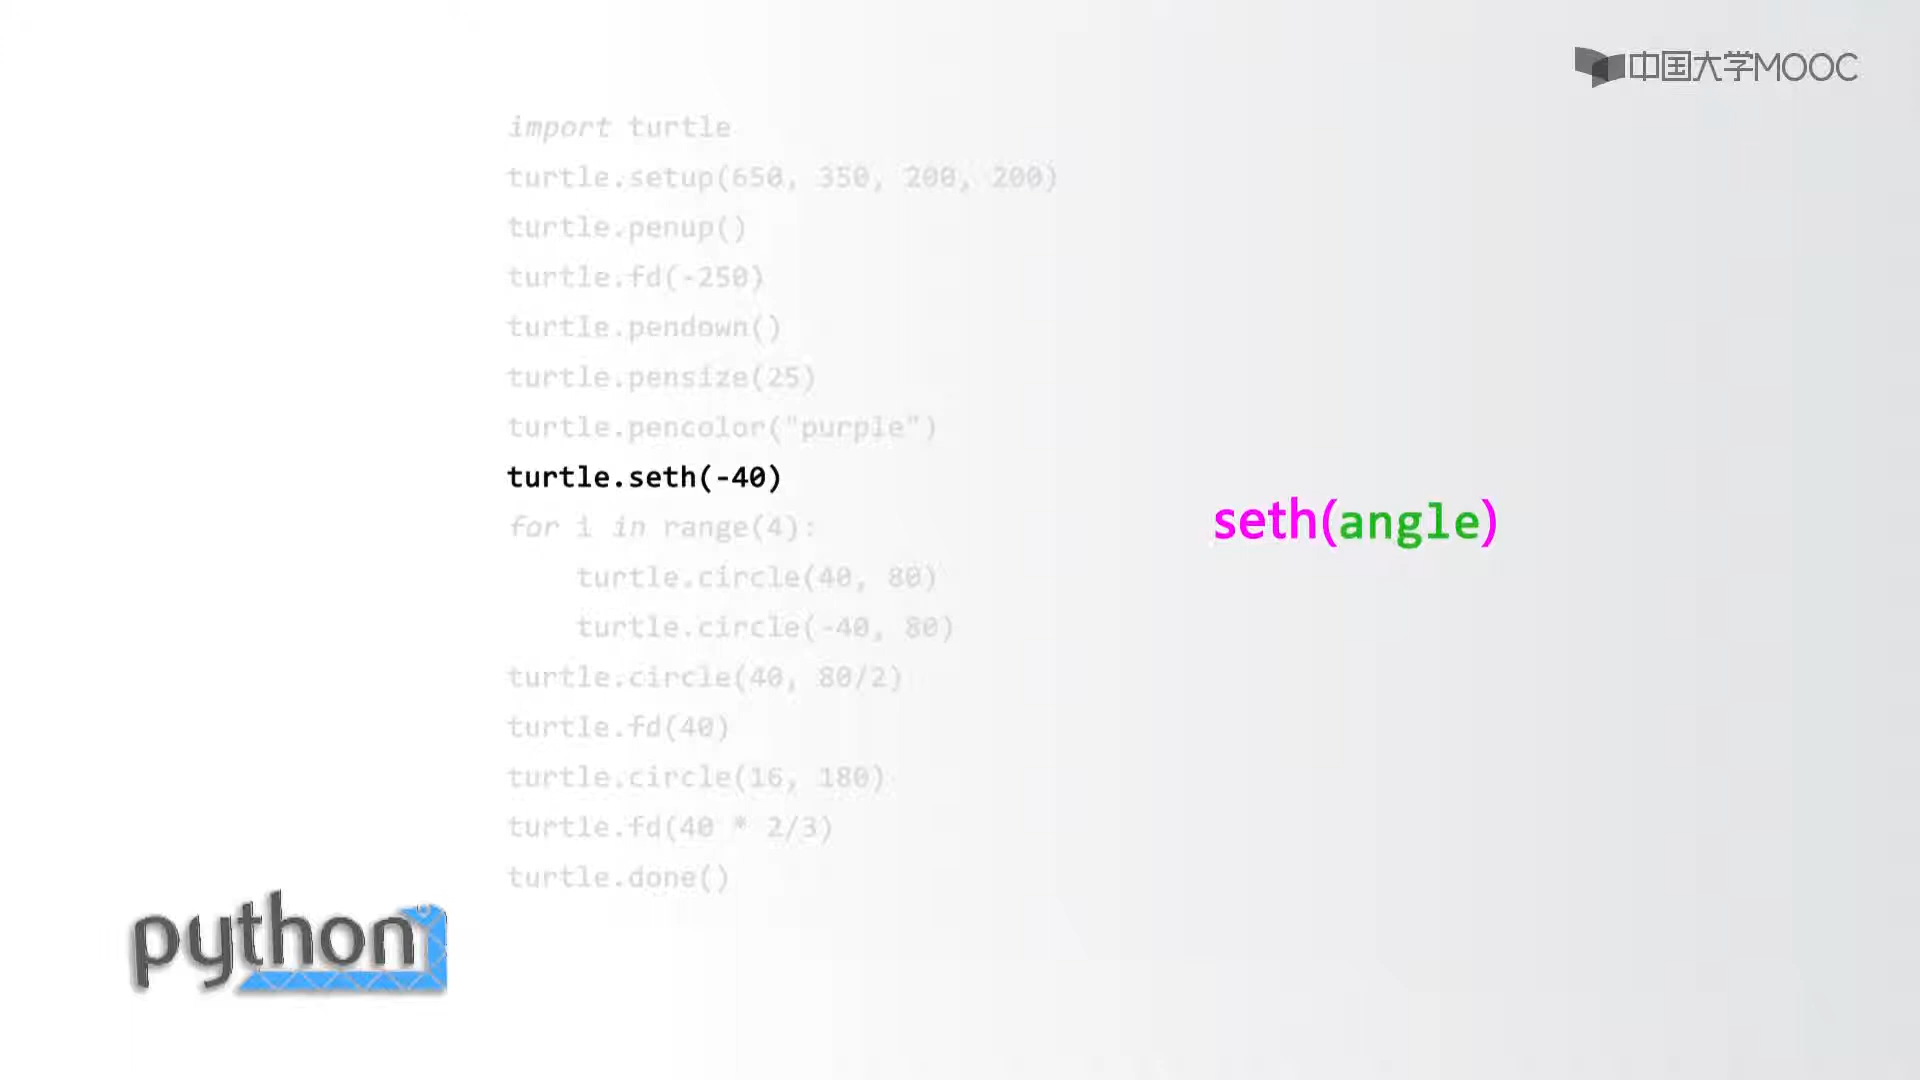 中国大学MOOC
import turtle
turtle.setup(650, 350, 200, 200)
turtle.penup()
turtle.fd(-250)
turtle.pendown()
turtle.pensize(25)
turtle.pencolor("purple")
turtle.seth(-40)
for i in range(4):
    turtle.circle(40, 80)
    turtle.circle(-40, 80)
turtle.circle(40, 80/2)
turtle.fd(40)
turtle.circle(16, 180)
turtle.fd(40 * 2/3)
turtle.done()
seth(angle)
python